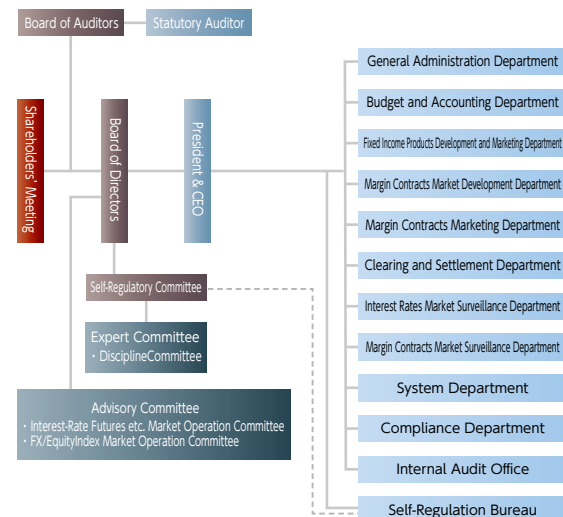 Board of Auditors
Statutory Auditor
Shareholders' Meeting
Board of Directors
President & CEO
Self-Regulatory Committee
Expert Committee
・DisciplineCommittee
Advisory Committee
・Interest-Rate Futures etc. Market Operation Committee
・FX/EquityIndex Market Operation Committee
General Administration Department
Budget and Accounting Department
Fixed Income Products Development and Marketing Department
Margin Contracts Market Development Department
Margin Contracts Marketing Department
Clearing and Settlement Department
Interest Rates Market Surveillance Department
Margin Contracts Market Surveillance Department
System Department
Compliance Department
Internal Audit Office
Self-Regulation Bureau